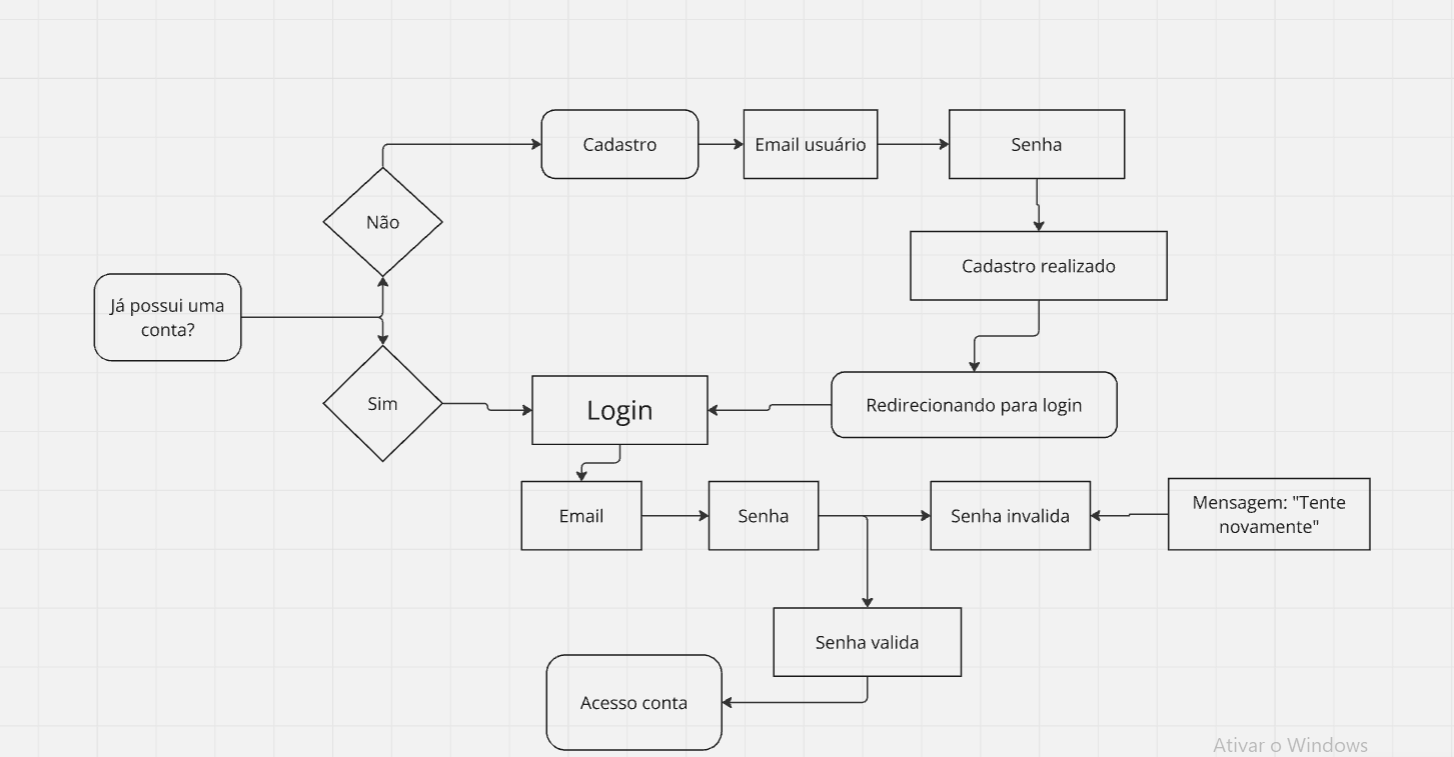 Cadastro
Email usuário
Senha
Não
Cadastro realizado
Já possui uma
conta?
Sim
Login
Redirecionando para login
Email
Senha
Senha invalida
Mensagem: "Tente
novamente"
Senha valida
Acesso conta
Ativar o Windows